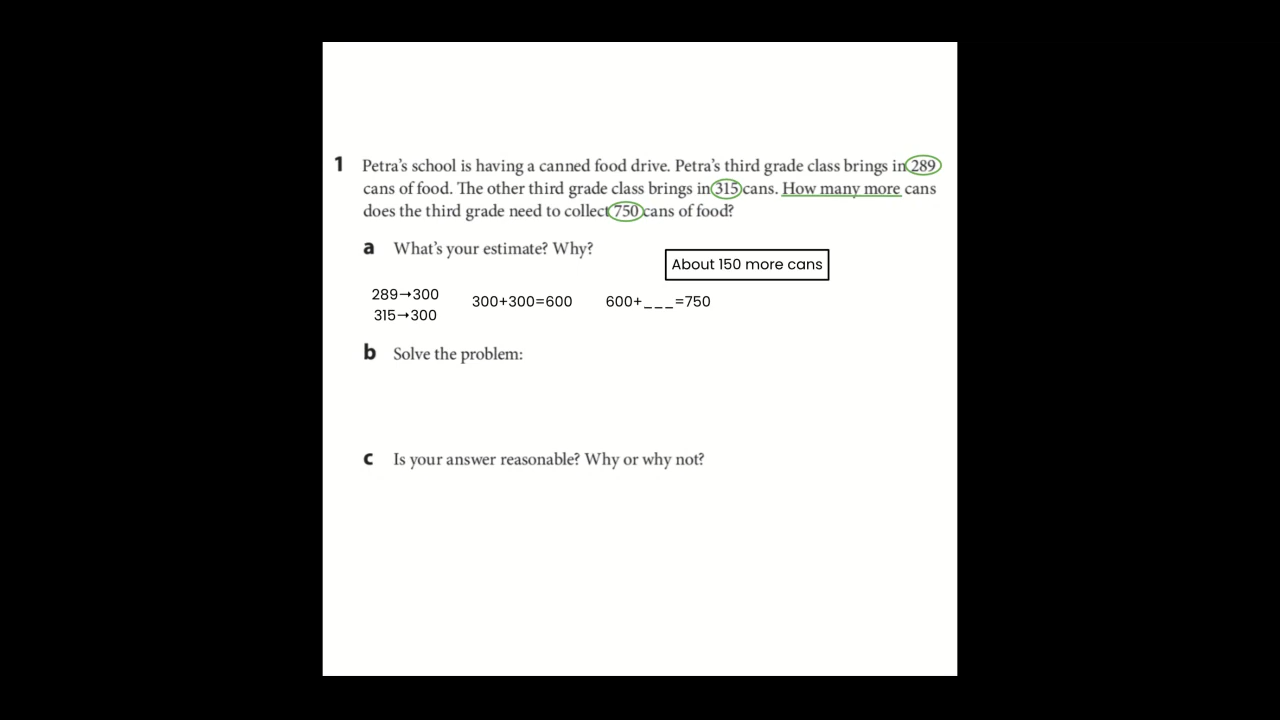 1 Petra's school is having a canned food drive. Petra's third grade class brings in 289
cans of food. The other third grade class brings in 315 cans. How many more cans
does the third grade need to collect 750 cans of food?
a What's your estimate? Why?
About 150 more cans
289→300
315→300
300+300=600
600+___=750
b Solve the problem:
c Is your answer reasonable? Why or why not?